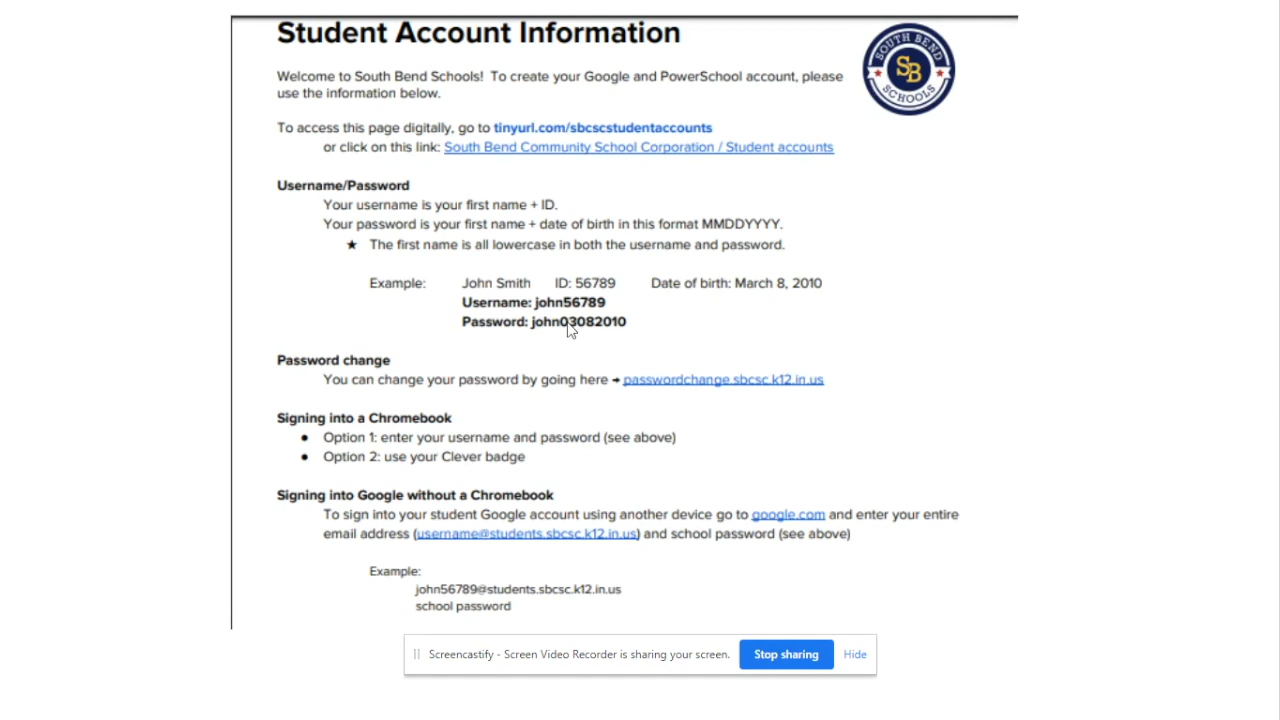 Student Account Information
SOUTH BEND
SB
SCHOOLS
Welcome to South Bend Schools! To create your Google and PowerSchool account, please
use the information below.
To access this page digitally, go to tinyurl.com/sbcscstudentaccounts
or click on this link: South Bend Community School Corporation / Student accounts
Username/Password
Your username is your first name + ID.
Your password is your first name + date of birth in this format MMDDYYYY.
★ The first name is all lowercase in both the username and password.
Example: John Smith ID: 56789 Date of birth: March 8, 2010
Username: john56789
Password: john03082010
Password change
You can change your password by going here → passwordchange.sbcsc.k12.in.us
Signing into a Chromebook
● Option 1: enter your username and password (see above)
● Option 2: use your Clever badge
Signing into Google without a Chromebook
To sign into your student Google account using another device go to google.com and enter your entire
email address (username@students.sbcsc.k12.in.us) and school password (see above)
Example:
john56789@students.sbcsc.k12.in.us
school password
Screencastify - Screen Video Recorder is sharing your screen. Stop sharing Hide